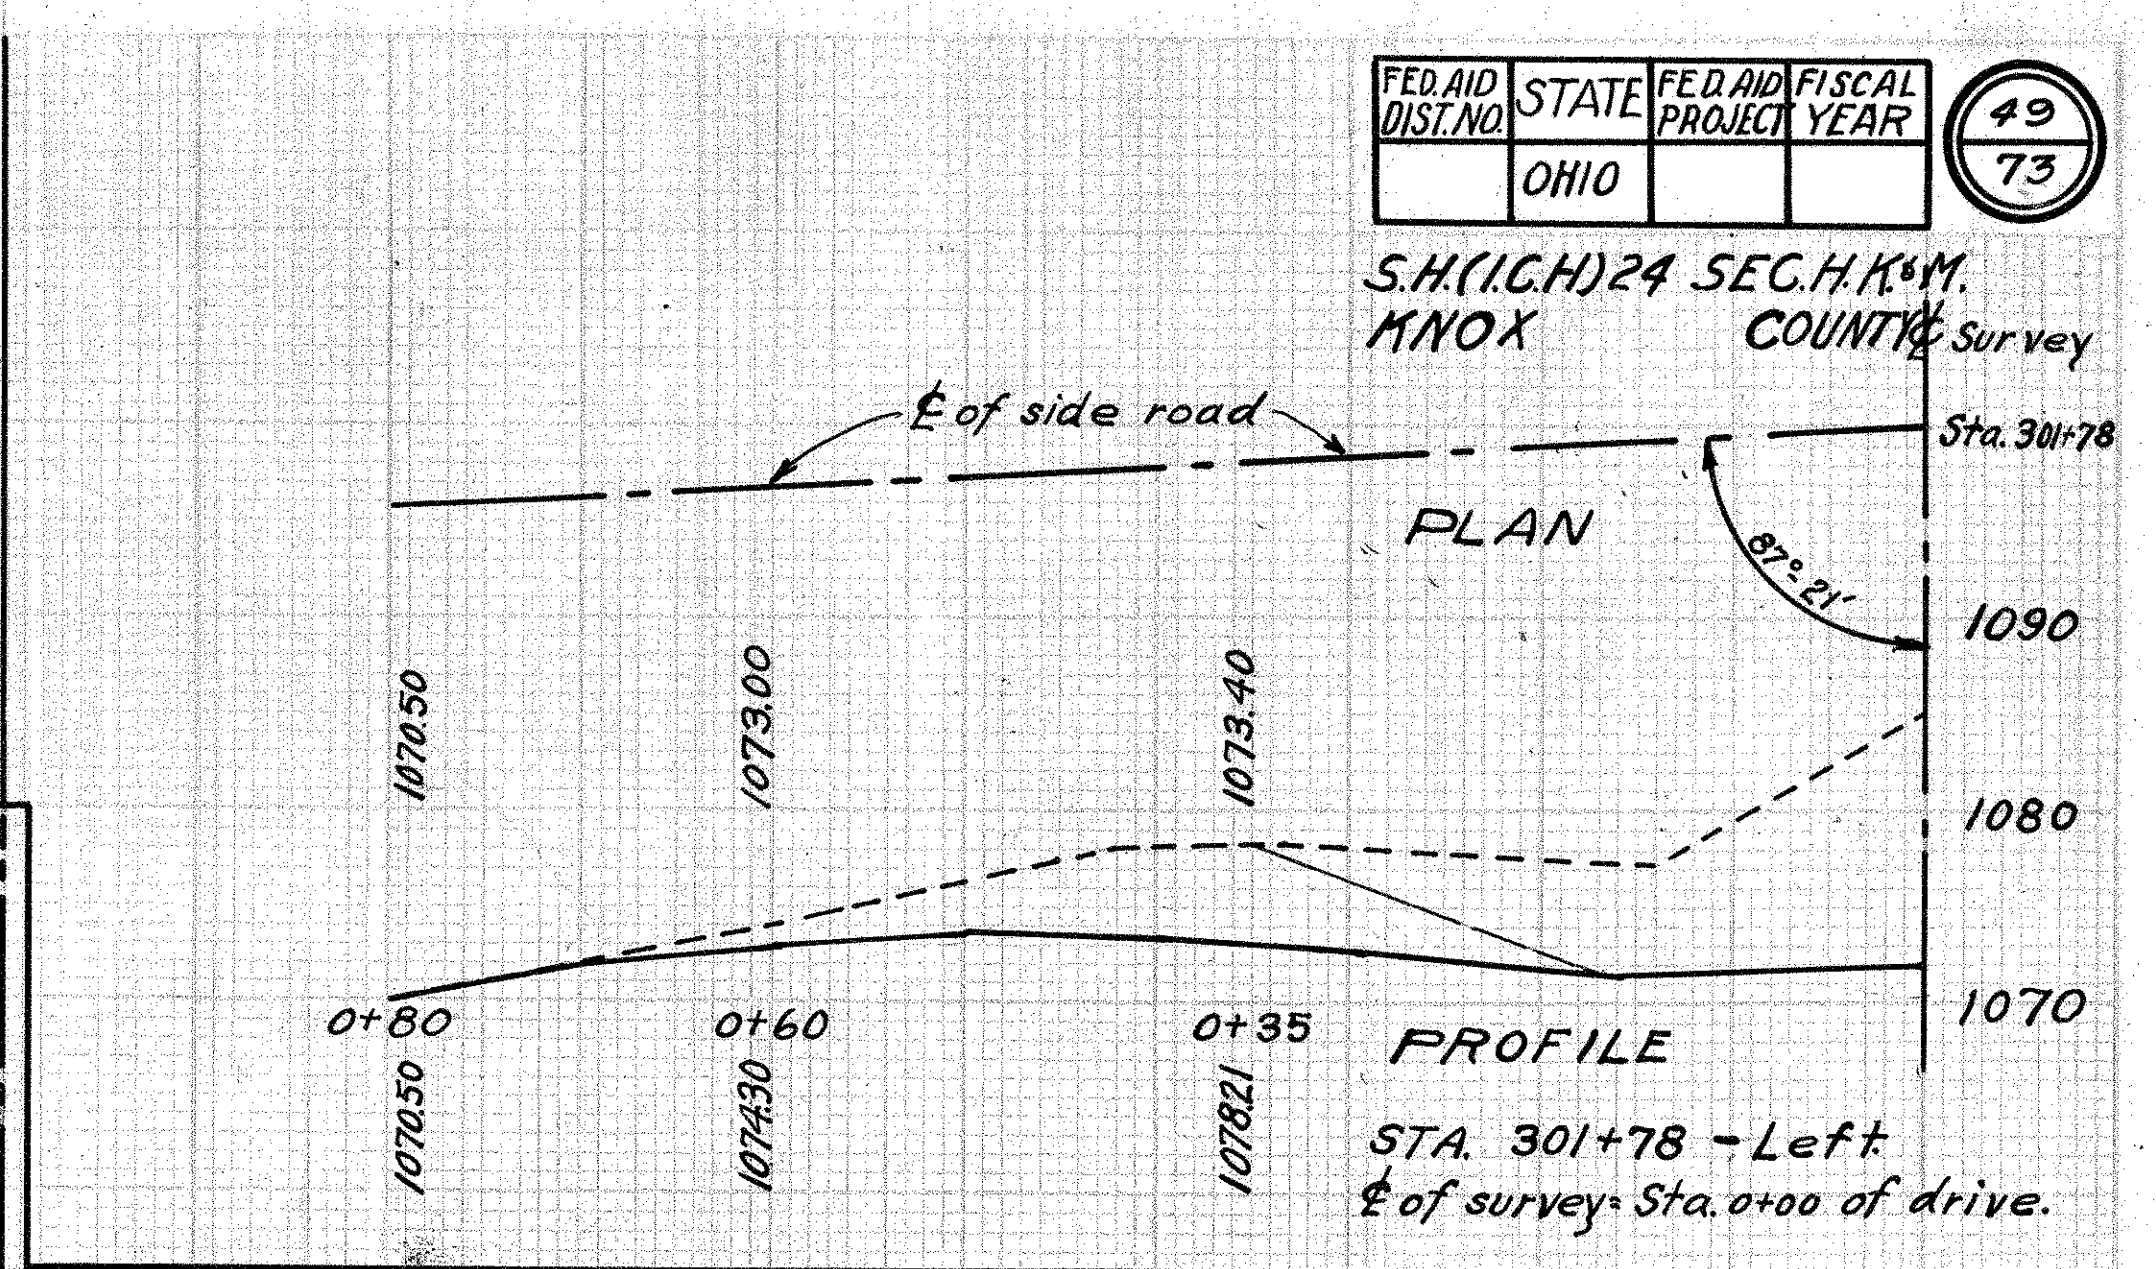 FED. AID DIST. NO. STATE FED. AID PROJECT FISCAL YEAR
OHIO
49
73
S.H.(I.C.H.) 24 SEC. H. K. & M.
KNOX COUNTY
℄ Survey
℄ of side road
Sta. 301+78
PLAN
87°-21'
1090
1070.50
1073.00
1073.40
1080
1070
0+80
0+60
0+35
PROFILE
1070.50
1074.30
1078.21
STA. 301+78 - Left.
℄ of survey = Sta. 0+00 of drive.